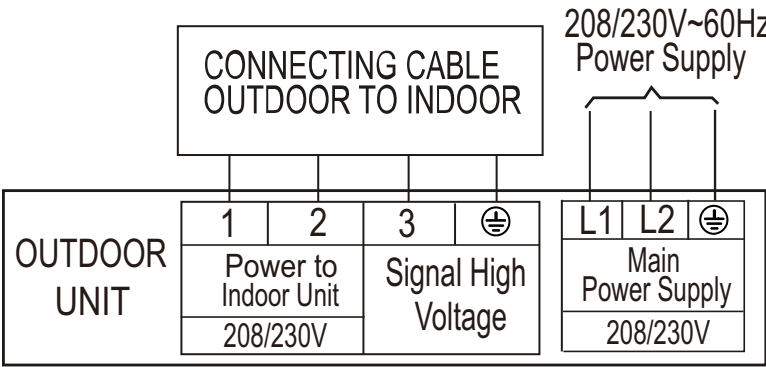 208/230V~60Hz
Power Supply
CONNECTING CABLE
OUTDOOR TO INDOOR
1 2 3 ⏚ L1 L2 ⏚
OUTDOOR
UNIT
Power to
Indoor Unit
208/230V
Signal High
Voltage
Main
Power Supply
208/230V